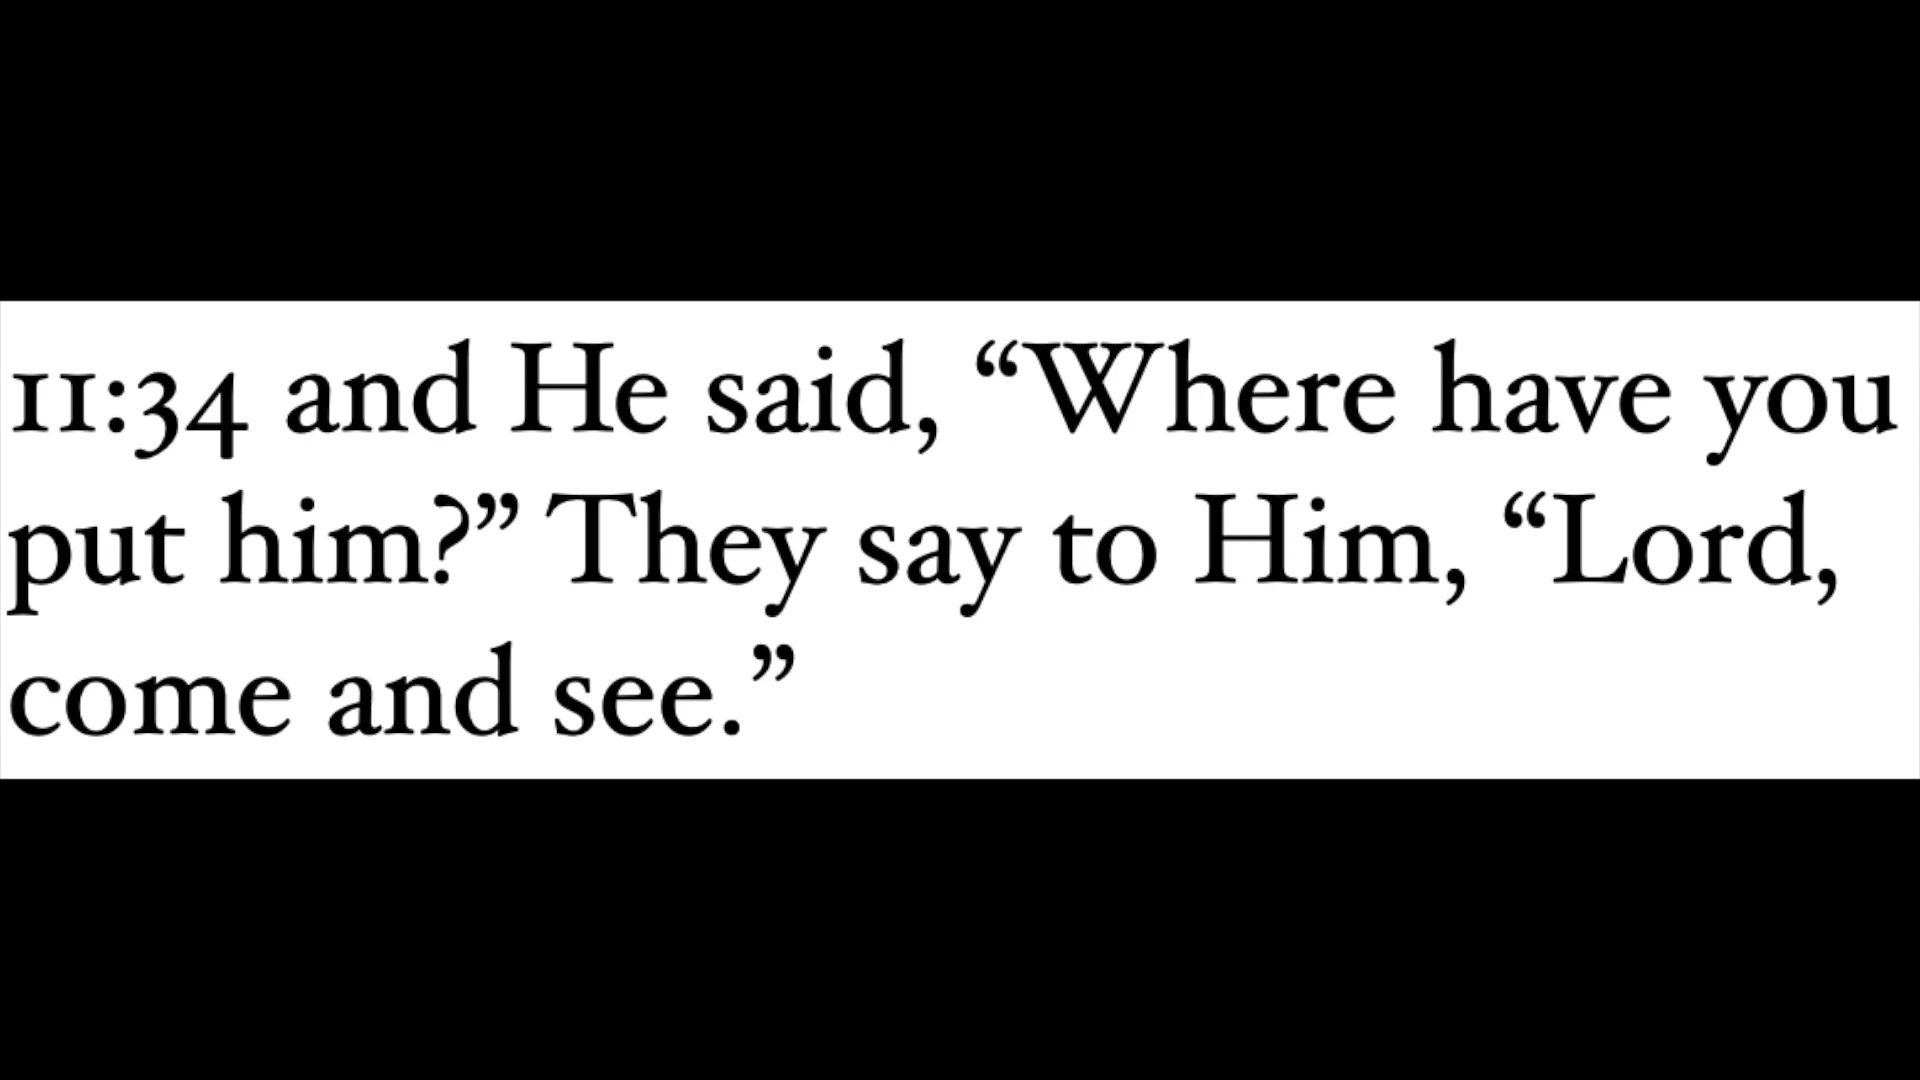 11:34 and He said, “Where have you
put him?” They say to Him, “Lord,
come and see.”